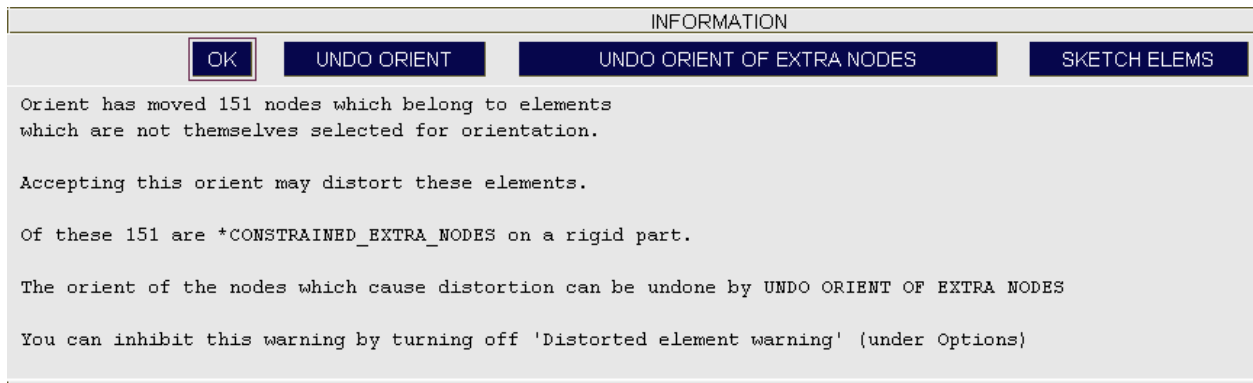 INFORMATION
OK UNDO ORIENT UNDO ORIENT OF EXTRA NODES SKETCH ELEMS
Orient has moved 151 nodes which belong to elements
which are not themselves selected for orientation.
Accepting this orient may distort these elements.
Of these 151 are *CONSTRAINED_EXTRA_NODES on a rigid part.
The orient of the nodes which cause distortion can be undone by UNDO ORIENT OF EXTRA NODES
You can inhibit this warning by turning off 'Distorted element warning' (under Options)